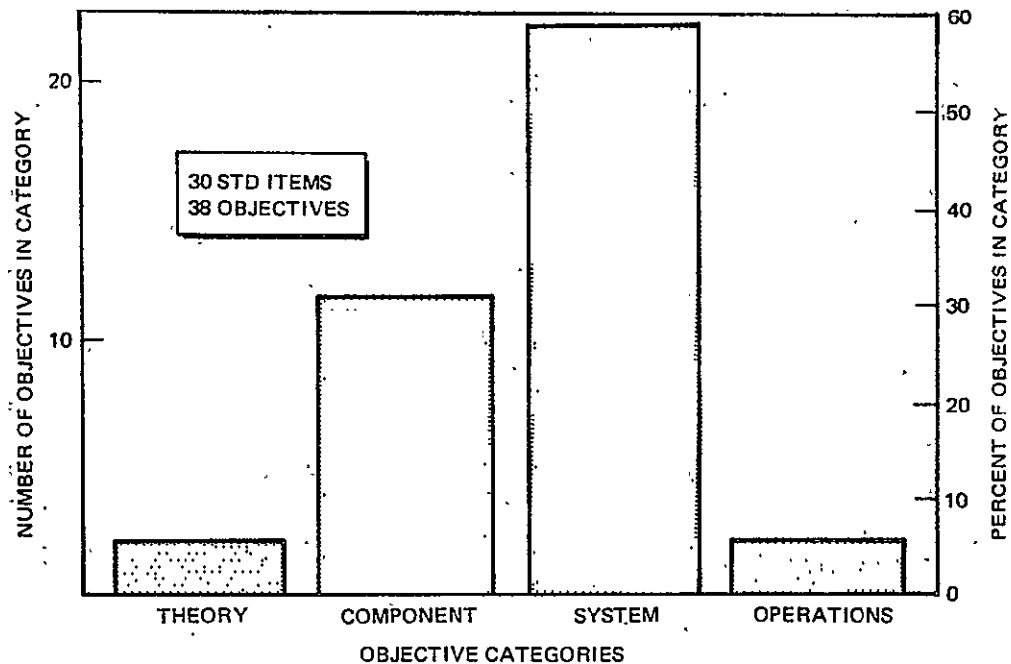 NUMBER OF OBJECTIVES IN CATEGORY
20
10
30 STD ITEMS
38 OBJECTIVES
60
50
40
30
20
10
0
PERCENT OF OBJECTIVES IN CATEGORY
THEORY
COMPONENT
SYSTEM
OPERATIONS
OBJECTIVE CATEGORIES